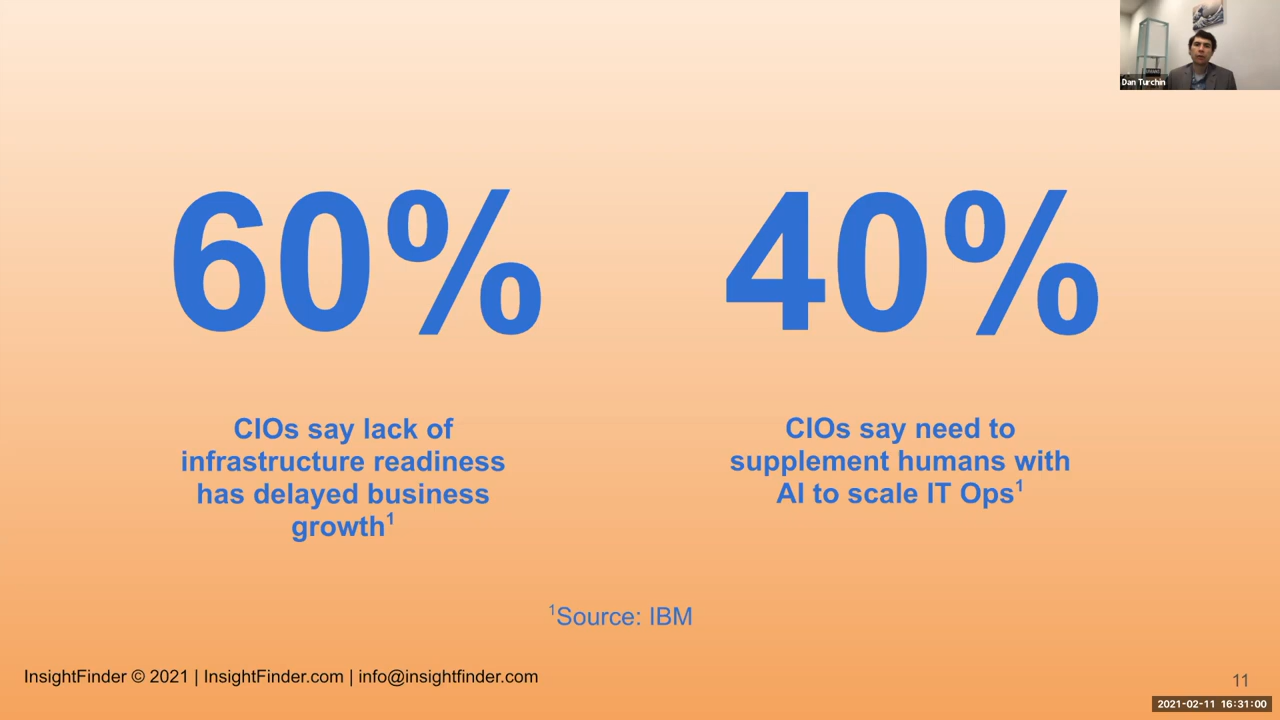 Dan Turchin
60%
40%
CIOs say lack of
infrastructure readiness
has delayed business
growth¹
CIOs say need to
supplement humans with
AI to scale IT Ops¹
¹Source: IBM
InsightFinder © 2021 | InsightFinder.com | info@insightfinder.com
11
2021-02-11 16:31:00